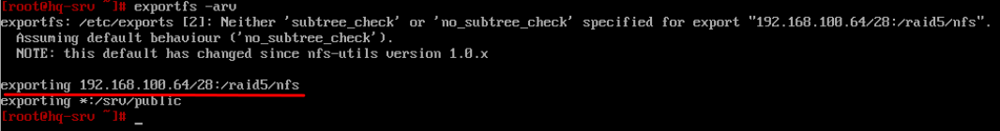 [root@hq-srv ~]# exportfs -arv
exportfs: /etc/exports [2]: Neither 'subtree_check' or 'no_subtree_check' specified for export "192.168.100.64/28:/raid5/nfs".
  Assuming default behaviour ('no_subtree_check').
  NOTE: this default has changed since nfs-utils version 1.0.x
exporting 192.168.100.64/28:/raid5/nfs
exporting *:/srv/public
[root@hq-srv ~]# _